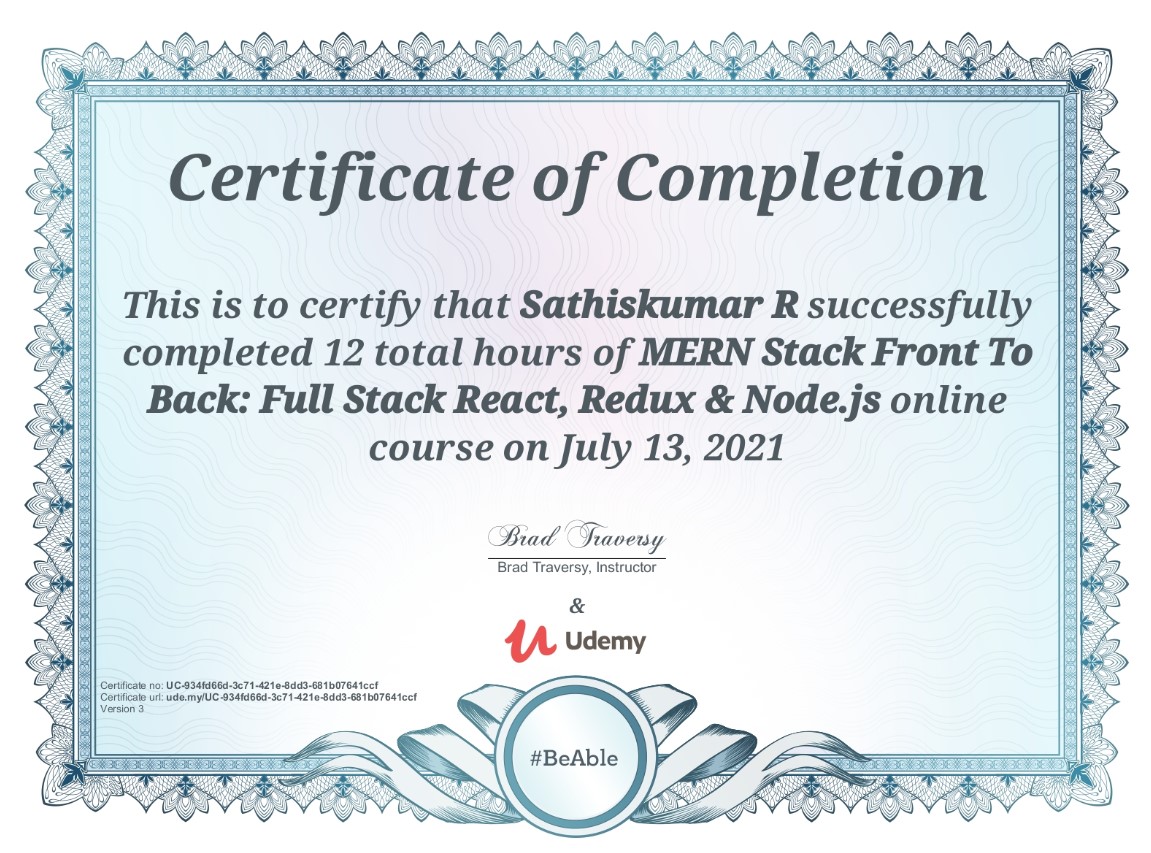 Certificate of Completion
This is to certify that Sathiskumar R successfully
completed 12 total hours of MERN Stack Front To
Back: Full Stack React, Redux & Node.js online
course on July 13, 2021
Brad Traversy
Brad Traversy, Instructor
&
Udemy
Certificate no: UC-934fd66d-3c71-421e-8dd3-681b07641ccf
Certificate url: ude.my/UC-934fd66d-3c71-421e-8dd3-681b07641ccf
Version 3
#BeAble